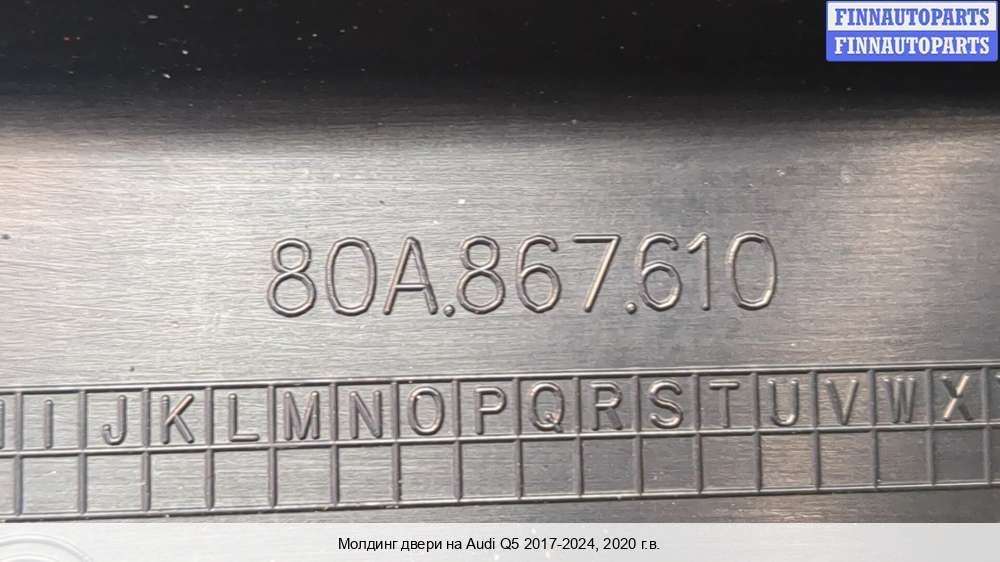 FINNAUTOPARTS
FINNAUTOPARTS
80A.867.610
I J K L M N O P Q R S T U V W X
Молдинг двери на Audi Q5 2017-2024, 2020 г.в.